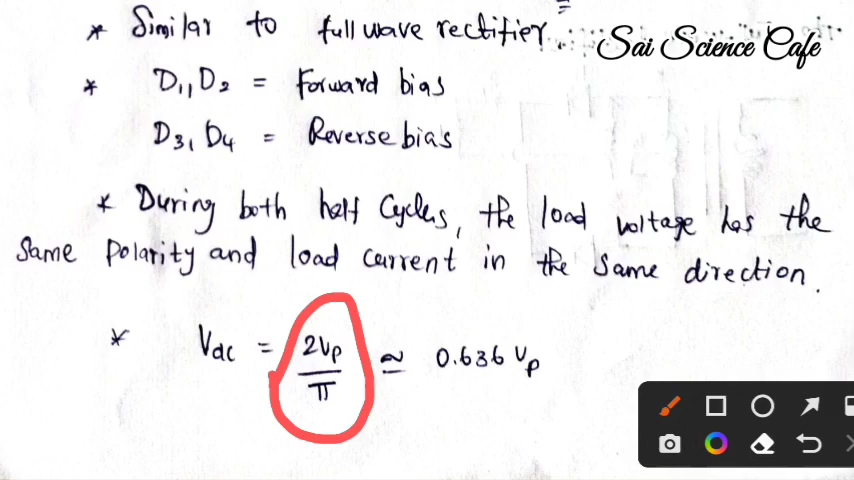 * Similar to full wave rectifier.
Sai Science Cafe
* D₁, D₂ = Forward bias
D₃, D₄ = Reverse bias
* During both half Cycles, the load voltage has the
same polarity and load current in the same direction.
* Vdc = 2Vp/π ≃ 0.636 Vp